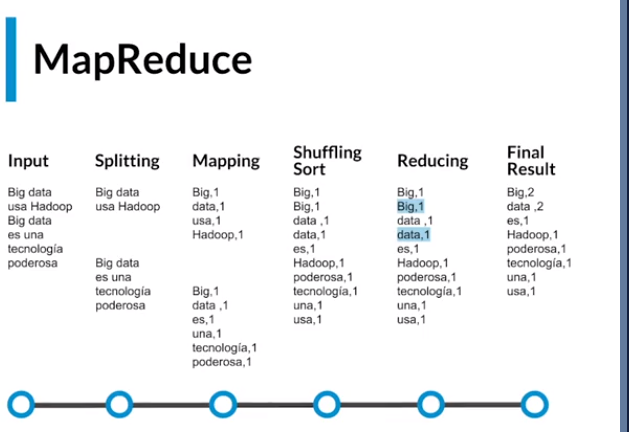 MapReduce
Input
Big data
usa Hadoop
Big data
es una
tecnología
poderosa
Splitting
Big data
usa Hadoop
Big data
es una
tecnología
poderosa
Mapping
Big,1
data,1
usa,1
Hadoop,1
Big,1
data ,1
es,1
una,1
tecnología,1
poderosa,1
Shuffling
Sort
Big,1
Big,1
data ,1
data,1
es,1
Hadoop,1
poderosa,1
tecnología,1
una,1
usa,1
Reducing
Big,1
Big,1
data ,1
data,1
es,1
Hadoop,1
poderosa,1
tecnología,1
una,1
usa,1
Final
Result
Big,2
data ,2
es,1
Hadoop,1
poderosa,1
tecnología,1
una,1
usa,1